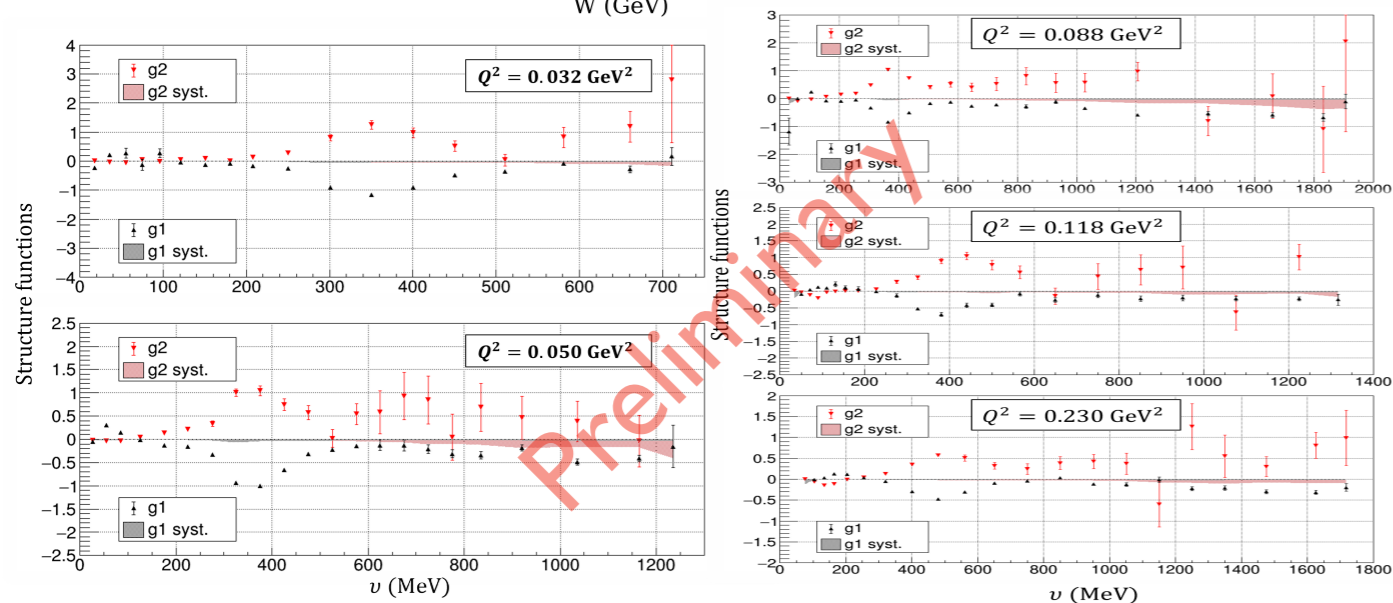 W (GeV)
Structure functions
4
3
2
1
0
−1
−2
−3
−4
g2
g2 syst.
Q² = 0.032 GeV²
g1
g1 syst.
0 100 200 300 400 500 600 700
2.5
2
1.5
1
0.5
0
−0.5
−1
−1.5
−2
−2.5
g2
g2 syst.
Q² = 0.050 GeV²
g1
g1 syst.
0 200 400 600 800 1000 1200
υ (MeV)
Structure functions
3
2
1
0
−1
−2
−3
g2
g2 syst.
Q² = 0.088 GeV²
g1
g1 syst.
0 200 400 600 800 1000 1200 1400 1600 1800 2000
2.5
2
1.5
1
0.5
0
−0.5
−1
−1.5
−2
−2.5
g2
g2 syst.
Q² = 0.118 GeV²
g1
g1 syst.
0 200 400 600 800 1000 1200 1400
2
1.5
1
0.5
0
−0.5
−1
−1.5
−2
g2
g2 syst.
Q² = 0.230 GeV²
g1
g1 syst.
0 200 400 600 800 1000 1200 1400 1600 1800
υ (MeV)
Preliminary